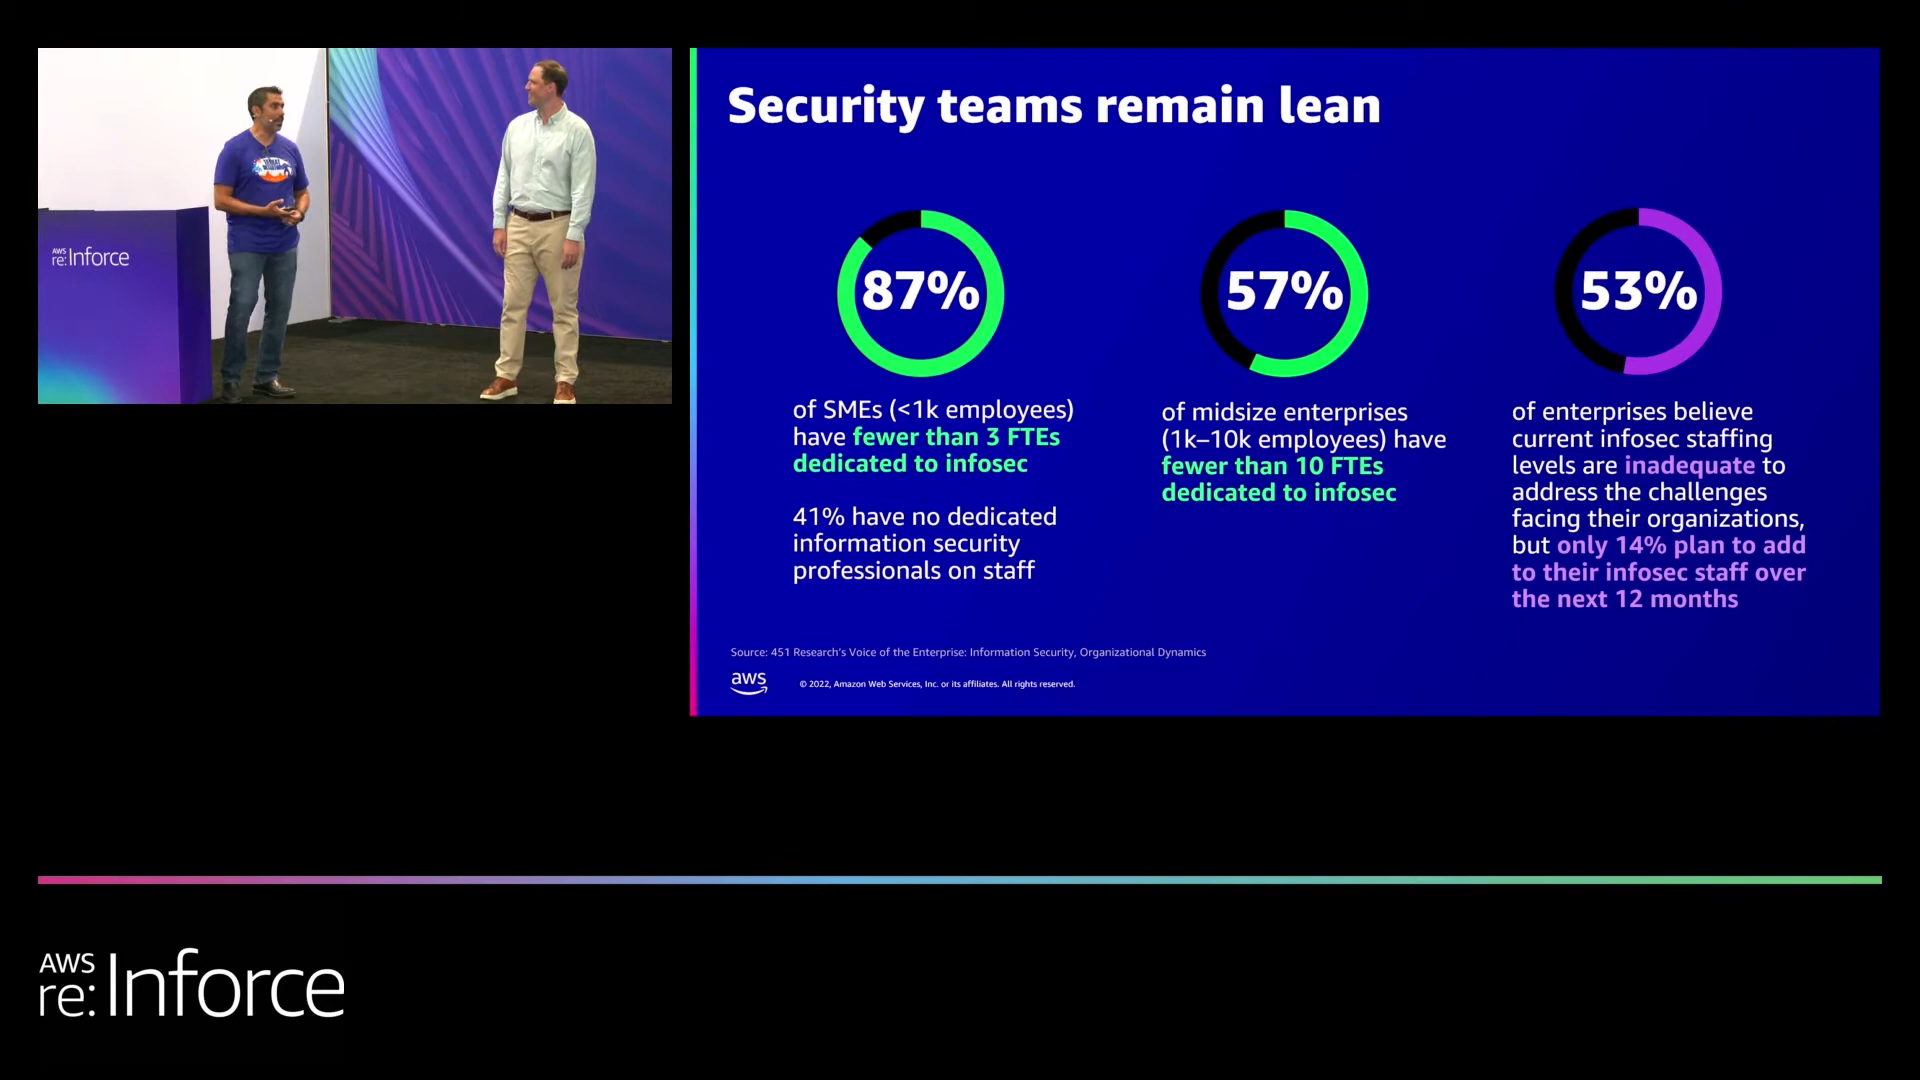 AWS
re:Inforce
Security teams remain lean
87%
of SMEs (<1k employees)
have fewer than 3 FTEs
dedicated to infosec
41% have no dedicated
information security
professionals on staff
57%
of midsize enterprises
(1k–10k employees) have
fewer than 10 FTEs
dedicated to infosec
53%
of enterprises believe
current infosec staffing
levels are inadequate to
address the challenges
facing their organizations,
but only 14% plan to add
to their infosec staff over
the next 12 months
Source: 451 Research's Voice of the Enterprise: Information Security, Organizational Dynamics
aws
© 2022, Amazon Web Services, Inc. or its affiliates. All rights reserved.
AWS
re:Inforce